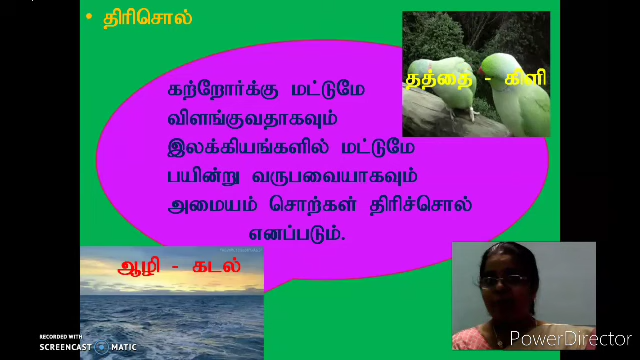 • திரிசொல்
தத்தை - கிளி
கற்றோர்க்கு மட்டுமே
விளங்குவதாகவும்
இலக்கியங்களில் மட்டுமே
பயின்று வருபவையாகவும்
அமையம் சொற்கள் திரிச்சொல்
எனப்படும்.
ஆழி - கடல்
RECORDED WITH
SCREENCAST MATIC
PowerDirector